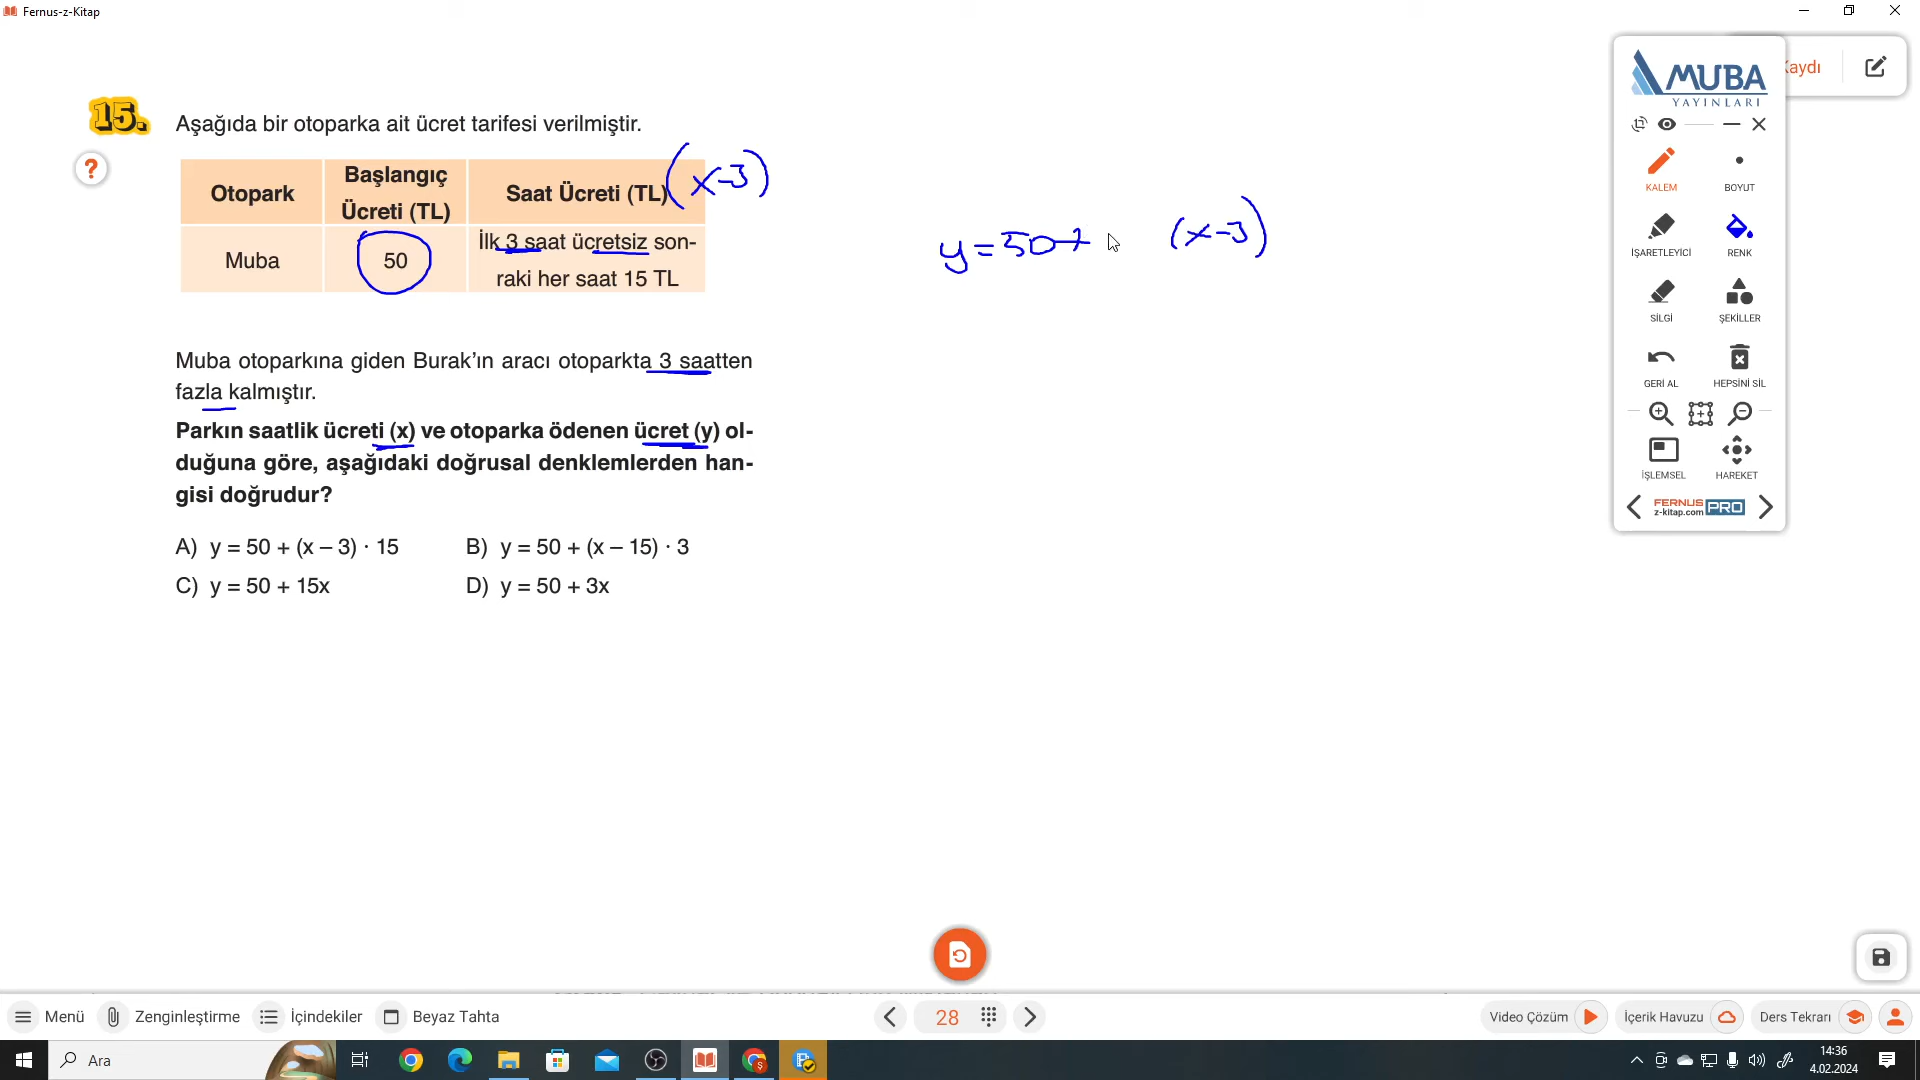 Fernus-z-Kitap
15.
Aşağıda bir otoparka ait ücret tarifesi verilmiştir.
?
Otopark
Başlangıç
Ücreti (TL)
Saat Ücreti (TL)
(x-3)
Muba
50
İlk 3 saat ücretsiz son-
raki her saat 15 TL
y=50+ (x-3)
Muba otoparkına giden Burak’ın aracı otoparkta 3 saatten
fazla kalmıştır.
Parkın saatlik ücreti (x) ve otoparka ödenen ücret (y) ol-
duğuna göre, aşağıdaki doğrusal denklemlerden han-
gisi doğrudur?
A) y = 50 + (x – 3) · 15
B) y = 50 + (x – 15) · 3
C) y = 50 + 15x
D) y = 50 + 3x
Kaydı
MUBA
YAYINLARI
KALEM
BOYUT
İŞARETLEYİCİ
RENK
SİLGİ
ŞEKİLLER
GERİ AL
HEPSİNİ SİL
İŞLEMSEL
HAREKET
FERNUS
z-kitap.com
PRO
Menü
Zenginleştirme
İçindekiler
Beyaz Tahta
28
Video Çözüm
İçerik Havuzu
Ders Tekrarı
Ara
14:36
4.02.2024